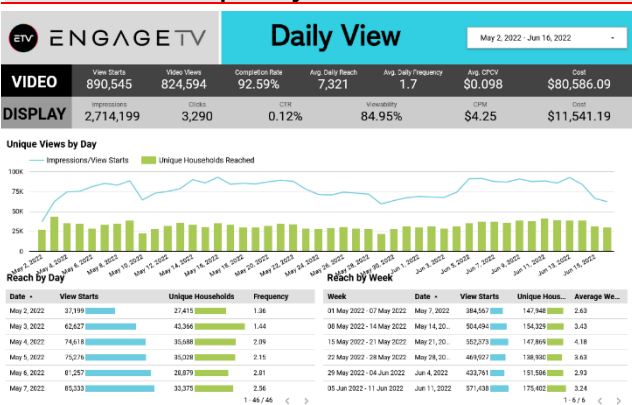 ETV ENGAGETV
Daily View
May 2, 2022 - Jun 16, 2022
VIDEO
View Starts
890,545
Video Views
824,594
Completion Rate
92.59%
Avg. Daily Reach
7,321
Avg. Daily Frequency
1.7
Avg. CPCV
$0.098
Cost
$80,586.09
DISPLAY
Impressions
2,714,199
Clicks
3,290
CTR
0.12%
Viewability
84.95%
CPM
$4.25
Cost
$11,541.19
Unique Views by Day
Impressions/View Starts Unique Households Reached
100K
75K
50K
25K
0
May 2, 2022 May 4, 2022 May 6, 2022 May 8, 2022 May 10, 2022 May 12, 2022 May 14, 2022 May 16, 2022 May 18, 2022 May 20, 2022 May 22, 2022 May 24, 2022 May 26, 2022 May 28, 2022 May 30, 2022 Jun 1, 2022 Jun 3, 2022 Jun 5, 2022 Jun 7, 2022 Jun 9, 2022 Jun 11, 2022 Jun 13, 2022 Jun 15, 2022
Reach by Day
Date View Starts Unique Households Frequency
May 2, 2022 37,199 27,415 1.36
May 3, 2022 62,627 43,366 1.44
May 4, 2022 74,618 35,688 2.09
May 5, 2022 75,276 35,028 2.15
May 6, 2022 81,257 28,879 2.81
May 7, 2022 85,333 33,375 2.56
1 - 46 / 46 < >
Reach by Week
Week Date View Starts Unique Hous... Average We...
01 May 2022 - 07 May 2022 May 7, 2022 384,567 147,948 2.63
08 May 2022 - 14 May 2022 May 14, 20... 504,494 154,329 3.43
15 May 2022 - 21 May 2022 May 21, 20... 552,373 147,869 4.18
22 May 2022 - 28 May 2022 May 28, 20... 469,927 138,930 3.63
29 May 2022 - 04 Jun 2022 Jun 4, 2022 433,761 151,506 2.93
05 Jun 2022 - 11 Jun 2022 Jun 11, 2022 571,438 175,402 3.24
1 - 6 / 6 < >